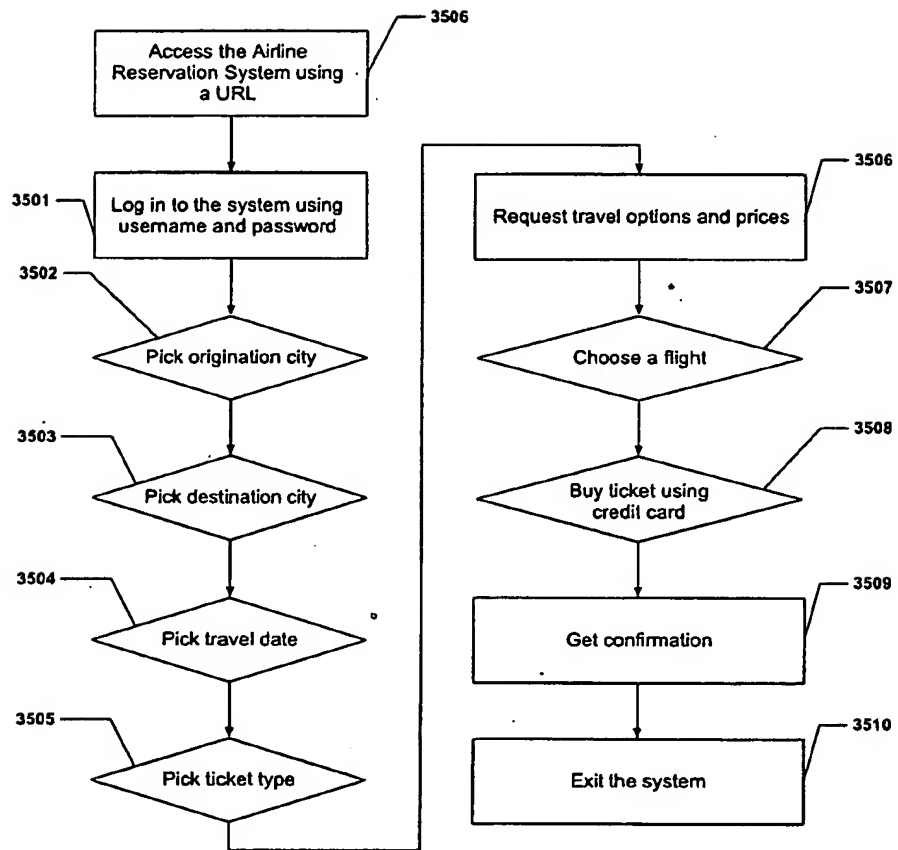 3506
Access the Airline
Reservation System using
a URL
3501
Log in to the system using
username and password
3502
Pick origination city
3503
Pick destination city
3504
Pick travel date
3505
Pick ticket type
3506
Request travel options and prices
3507
Choose a flight
3508
Buy ticket using
credit card
3509
Get confirmation
3510
Exit the system